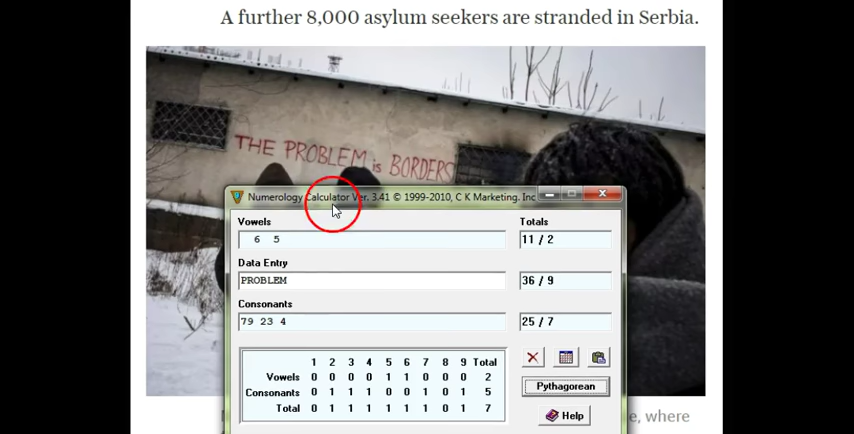 A further 8,000 asylum seekers are stranded in Serbia.
THE PROBLEM is BORDERS
Numerology Calculator Ver. 3.41 © 1999-2010, C K Marketing. Inc
Vowels Totals
6 5 11 / 2
Data Entry
PROBLEM 36 / 9
Consonants
79 23 4 25 / 7
1 2 3 4 5 6 7 8 9 Total
Vowels 0 0 0 0 1 1 0 0 0 2
Consonants 0 1 1 1 0 0 1 0 1 5
Total 0 1 1 1 1 1 1 0 1 7
Pythagorean
Help
, where